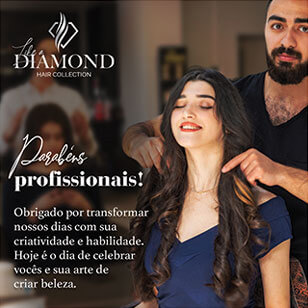 Life a
DIAMOND
HAIR COLLECTION
Parabéns
profissionais!
Obrigado por transformar
nossos dias com sua
criatividade e habilidade.
Hoje é o dia de celebrar
vocês e sua arte de
criar beleza.